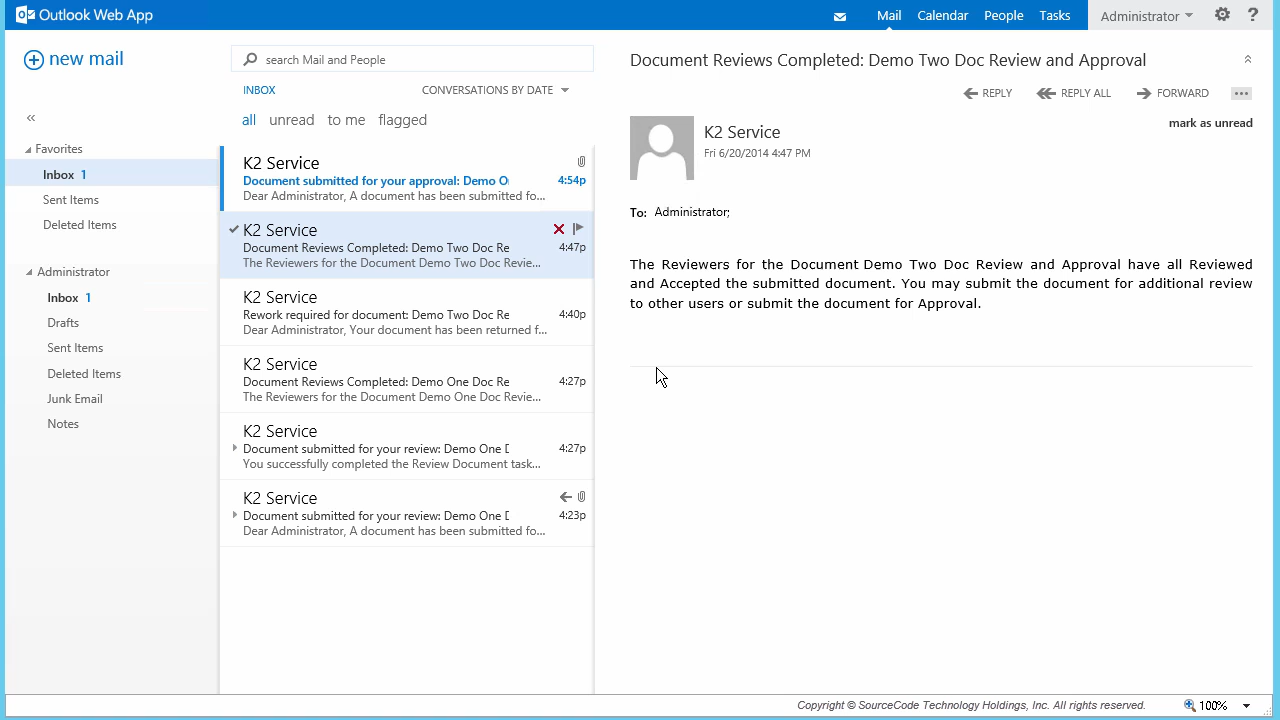 Outlook Web App
Mail Calendar People Tasks Administrator ?
new mail
search Mail and People
INBOX CONVERSATIONS BY DATE
all unread to me flagged
Favorites
Inbox 1
Sent Items
Deleted Items
Administrator
Inbox 1
Drafts
Sent Items
Deleted Items
Junk Email
Notes
K2 Service
Document submitted for your approval: Demo O 4:54p
Dear Administrator, A document has been submitted fo...
K2 Service
Document Reviews Completed: Demo Two Doc Re 4:47p
The Reviewers for the Document Demo Two Doc Revie...
K2 Service
Rework required for document: Demo Two Doc Re 4:40p
Dear Administrator, Your document has been returned f...
K2 Service
Document Reviews Completed: Demo One Doc Re 4:27p
The Reviewers for the Document Demo One Doc Revie...
K2 Service
Document submitted for your review: Demo One D 4:27p
You successfully completed the Review Document task...
K2 Service
Document submitted for your review: Demo One D 4:23p
Dear Administrator, A document has been submitted fo...
Document Reviews Completed: Demo Two Doc Review and Approval
REPLY REPLY ALL FORWARD
mark as unread
K2 Service
Fri 6/20/2014 4:47 PM
To: Administrator;
The Reviewers for the Document Demo Two Doc Review and Approval have all Reviewed
and Accepted the submitted document. You may submit the document for additional review
to other users or submit the document for Approval.
Copyright © SourceCode Technology Holdings, Inc. All rights reserved.
100%